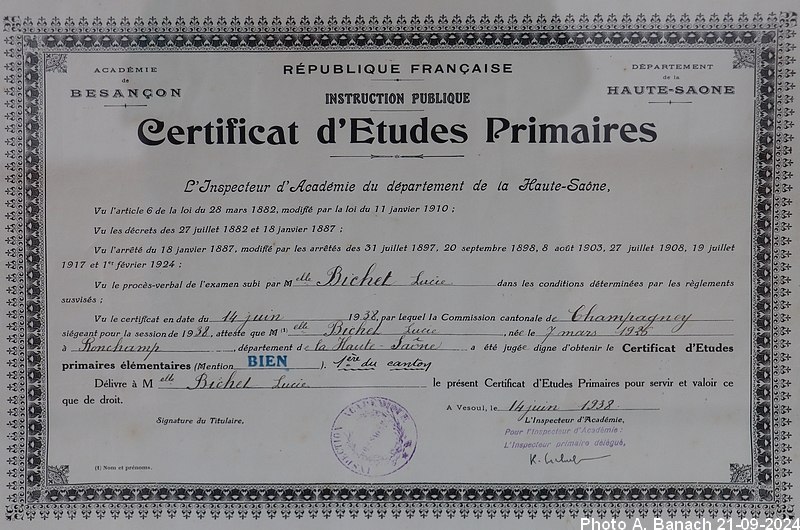 ACADÉMIE
de
BESANÇON
RÉPUBLIQUE FRANÇAISE
INSTRUCTION PUBLIQUE
DÉPARTEMENT
de la
HAUTE-SAONE
Certificat d'Etudes Primaires
L'Inspecteur d'Académie du département de la Haute-Saône,
Vu l'article 6 de la loi du 28 mars 1882, modifié par la loi du 11 janvier 1910 ;
Vu les décrets des 27 juillet 1882 et 18 janvier 1887 ;
Vu l'arrêté du 18 janvier 1887, modifié par les arrêtés des 31 juillet 1897, 20 septembre 1898, 8 août 1903, 27 juillet 1908, 19 juillet
1917 et 1er février 1924 ;
Vu le procès-verbal de l'examen subi par Melle Bichet Lucie dans les conditions déterminées par les règlements
susvisés ;
Vu le certificat en date du 14 juin 1938, par lequel la Commission cantonale de Champagney
siégeant pour la session de 1938, atteste que M(1) elle Bichet Lucie, née le 7 mars
à Ronchamp, département de la Haute-Saône a été jugée digne d'obtenir le Certificat d'Etudes
primaires élémentaires (Mention BIEN ). 1ère du canton
Délivré à Melle Bichet Lucie le présent Certificat d'Etudes Primaires pour servir et valoir ce
que de droit.
A Vesoul, le 14 juin 1938
Signature du Titulaire,
L'Inspecteur d'Académie,
Pour l'Inspecteur d'Académie :
L'Inspecteur primaire délégué,
(1) Nom et prénoms.
Photo A. Banach 21-09-2024